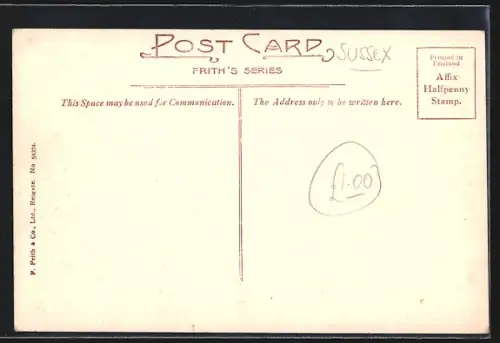 POST CARD
SUSSEX
FRITH'S SERIES
Printed in
England
Affix
Halfpenny
Stamp.
This Space may be used for Communication.
The Address only to be written here.
£1.00
F. Frith & Co., Ltd., Reigate. No